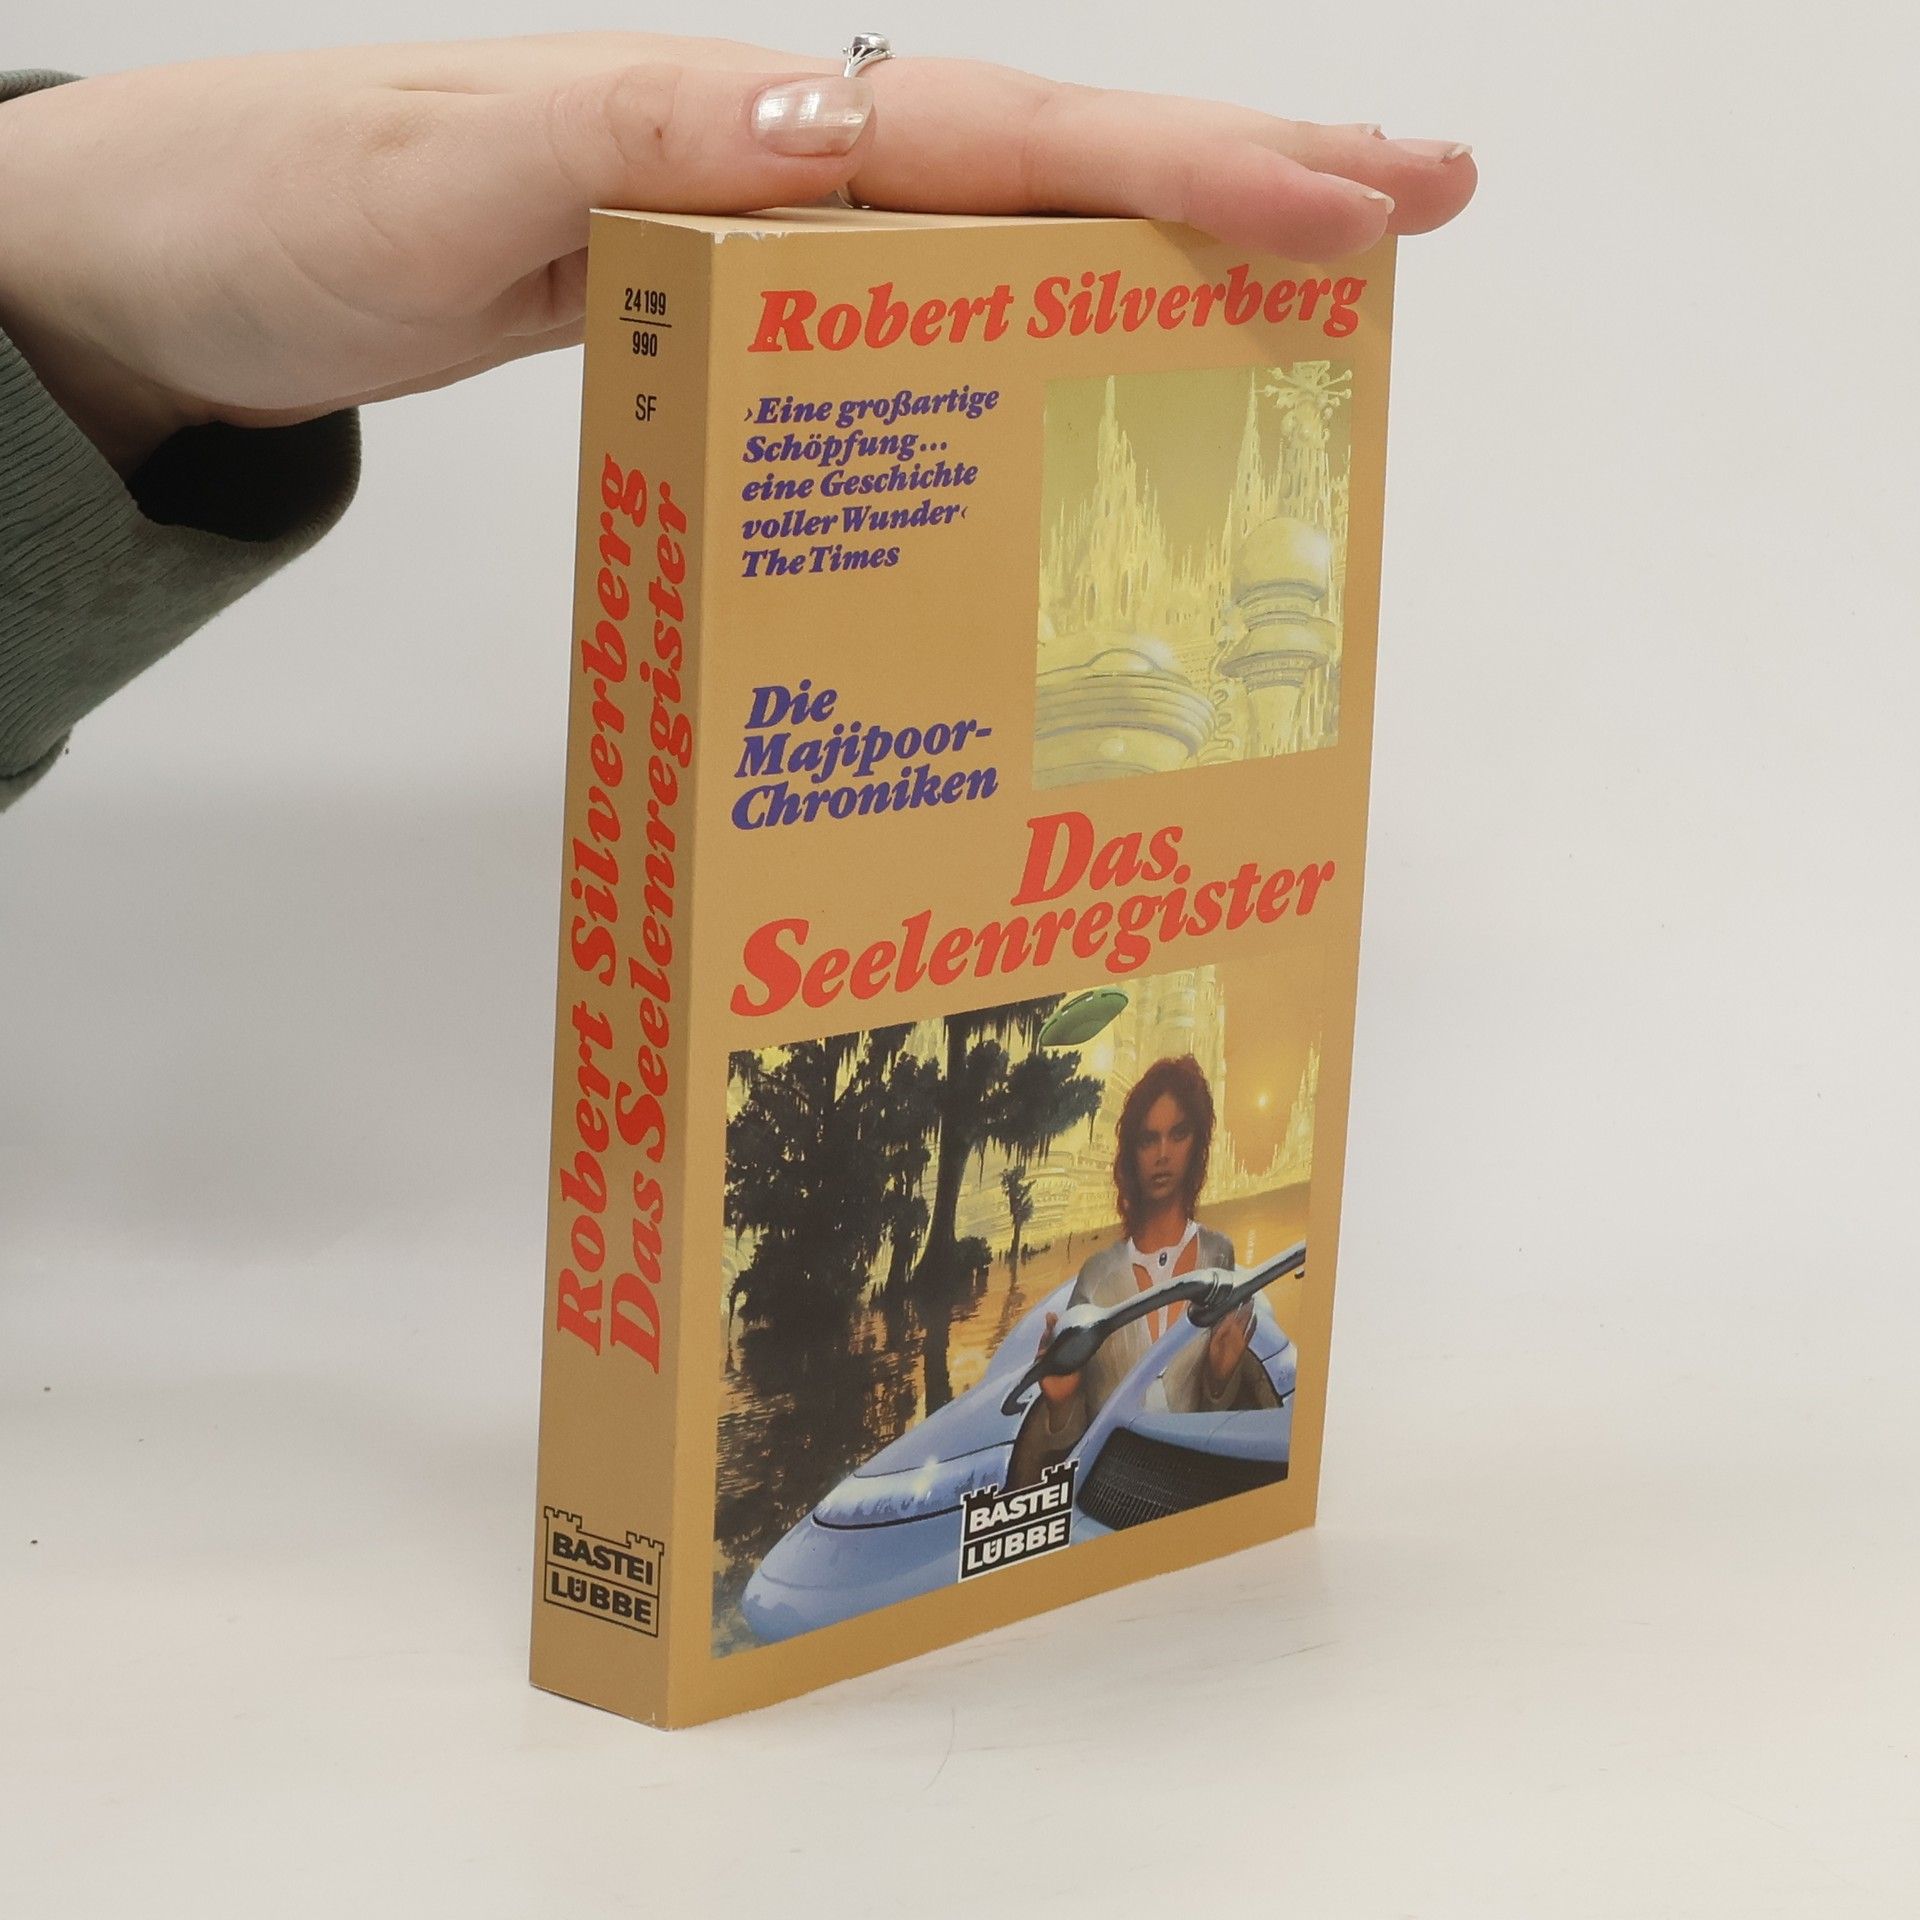 24199
990
SF
Robert Silverberg
Das Seelenregister
BASTEI
LÜBBE
Robert Silverberg
›Eine großartige
Schöpfung...
eine Geschichte
voller Wunder‹
The Times
Die
Majipoor-
Chroniken
Das
Seelenregister
BASTEI
LÜBBE